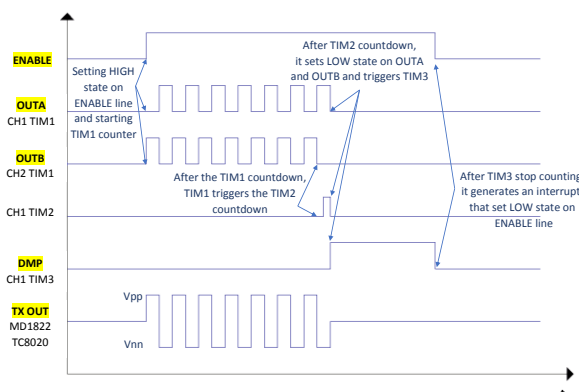 ENABLE
Setting HIGH
state on
ENABLE line
and starting
TIM1 counter
After TIM2 countdown,
it sets LOW state on OUTA
and OUTB and triggers TIM3
OUTA
CH1 TIM1
OUTB
CH2 TIM1
After the TIM1 countdown,
TIM1 triggers the TIM2
countdown
After TIM3 stop counting
it generates an interrupt
that set LOW state on
ENABLE line
CH1 TIM2
DMP
CH1 TIM3
TX OUT
MD1822
TC8020
Vpp
Vnn